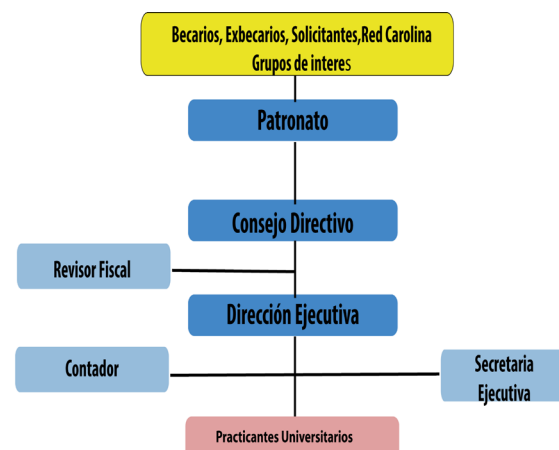 Becarios, Exbecarios, Solicitantes,Red Carolina
Grupos de interes
Patronato
Consejo Directivo
Revisor Fiscal
Dirección Ejecutiva
Contador
Secretaria
Ejecutiva
Practicantes Universitarios